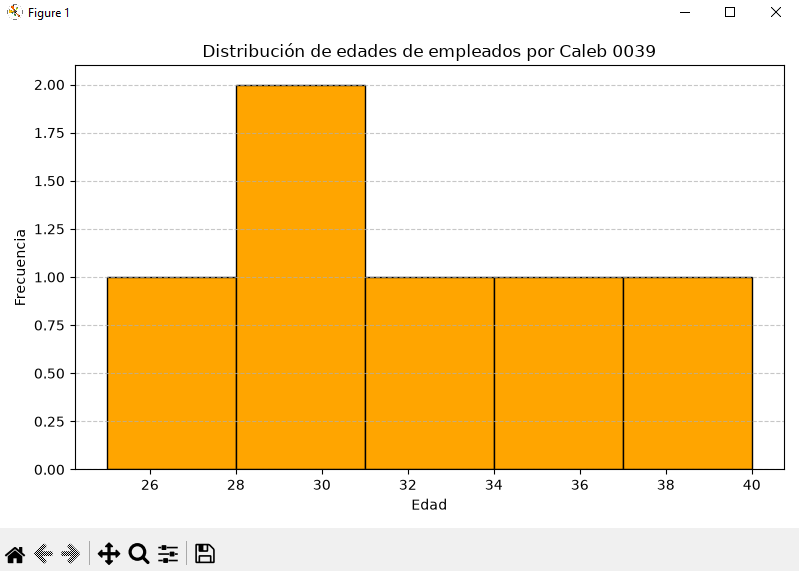 Figure 1
Distribución de edades de empleados por Caleb 0039
2.00
1.75
1.50
1.25
1.00
0.75
0.50
0.25
0.00
Frecuencia
26 28 30 32 34 36 38 40
Edad